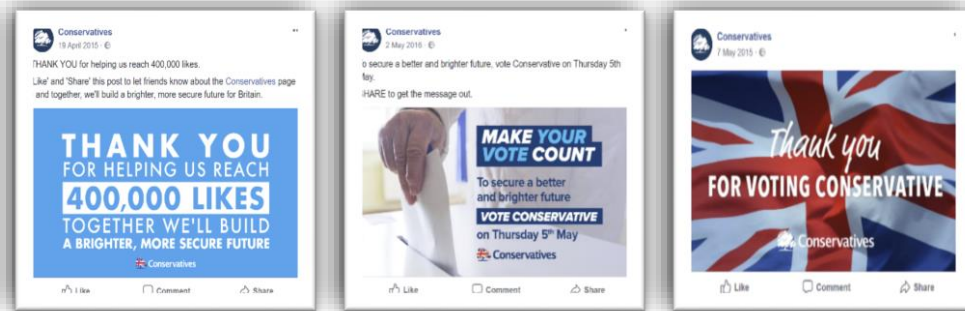 Conservatives
19 April 2015
THANK YOU for helping us reach 400,000 likes.
'Like' and 'Share' this post to let friends know about the Conservatives page
and together, we'll build a brighter, more secure future for Britain.
THANK YOU
FOR HELPING US REACH
400,000 LIKES
TOGETHER WE'LL BUILD
A BRIGHTER, MORE SECURE FUTURE
Conservatives
Like Comment Share
Conservatives
2 May 2016
o secure a better and brighter future, vote Conservative on Thursday 5th
May.
HARE to get the message out.
MAKE YOUR
VOTE COUNT
To secure a better
and brighter future
VOTE CONSERVATIVE
on Thursday 5th May
Conservatives
Like Comment Share
Conservatives
7 May 2015
Thank you
FOR VOTING CONSERVATIVE
Conservatives
Like Comment Share